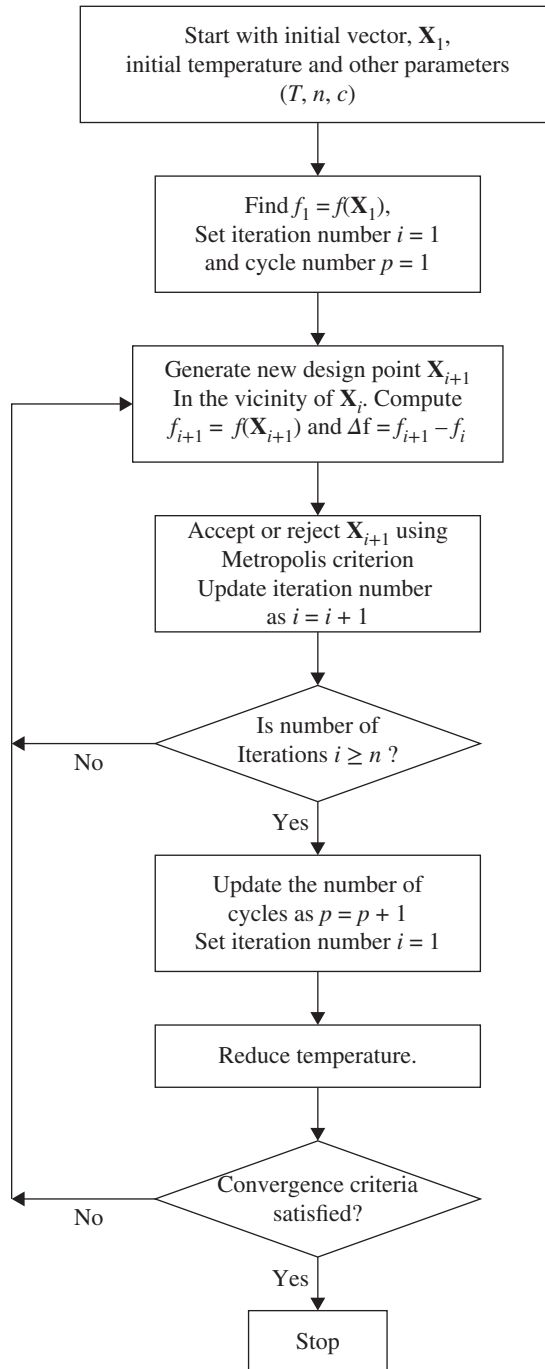 Start with initial vector, X₁,
initial temperature and other parameters
(T, n, c)
Find f₁ = f(X₁),
Set iteration number i = 1
and cycle number p = 1
Generate new design point Xᵢ₊₁
In the vicinity of Xᵢ. Compute
fᵢ₊₁ = f(Xᵢ₊₁) and Δf = fᵢ₊₁ – fᵢ
Accept or reject Xᵢ₊₁ using
Metropolis criterion
Update iteration number
as i = i + 1
Is number of
Iterations i ≥ n ?
No
Yes
Update the number of
cycles as p = p + 1
Set iteration number i = 1
Reduce temperature.
Convergence criteria
satisfied?
No
Yes
Stop